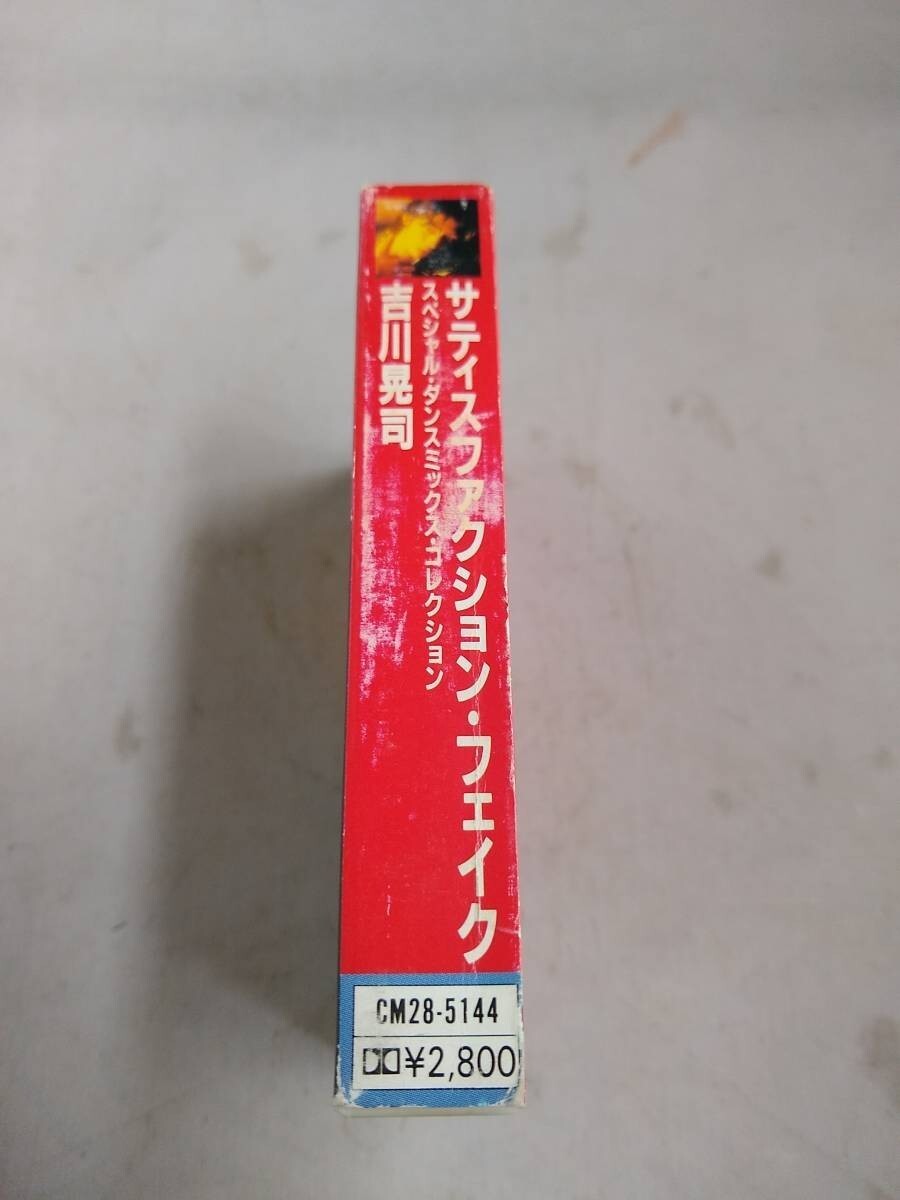 サティスファクション・フェイク
スペシャル・ダンスミックス・コレクション
吉川晃司
CM28-5144
¥2,800